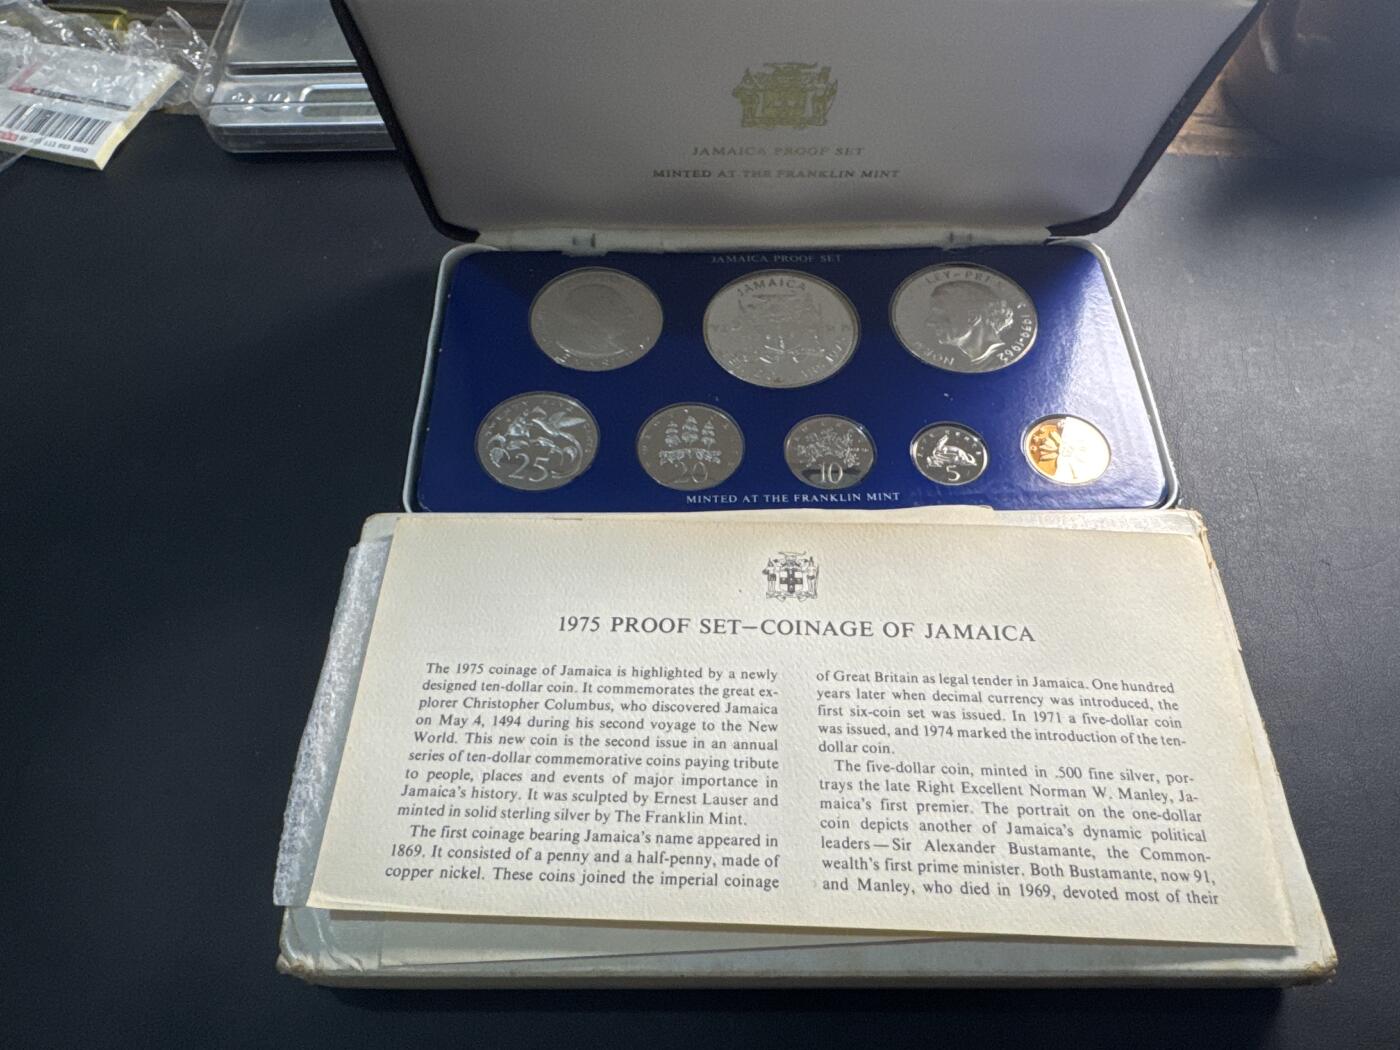 JAMAICA PROOF SET
MINTED AT THE FRANKLIN MINT
JAMAICA PROOF SET
JAMAICA
LEY-PREM
1959-1962
NORM
25
20
10
5
1
MINTED AT THE FRANKLIN MINT
1975 PROOF SET—COINAGE OF JAMAICA
The 1975 coinage of Jamaica is highlighted by a newly
designed ten-dollar coin. It commemorates the great ex-
plorer Christopher Columbus, who discovered Jamaica
on May 4, 1494 during his second voyage to the New
World. This new coin is the second issue in an annual
series of ten-dollar commemorative coins paying tribute
to people, places and events of major importance in
Jamaica's history. It was sculpted by Ernest Lauser and
minted in solid sterling silver by The Franklin Mint.
The first coinage bearing Jamaica's name appeared in
1869. It consisted of a penny and a half-penny, made of
copper nickel. These coins joined the imperial coinage
of Great Britain as legal tender in Jamaica. One hundred
years later when decimal currency was introduced, the
first six-coin set was issued. In 1971 a five-dollar coin
was issued, and 1974 marked the introduction of the ten-
dollar coin.
The five-dollar coin, minted in .500 fine silver, por-
trays the late Right Excellent Norman W. Manley, Ja-
maica's first premier. The portrait on the one-dollar
coin depicts another of Jamaica's dynamic political
leaders—Sir Alexander Bustamante, the Common-
wealth's first prime minister. Both Bustamante, now 91,
and Manley, who died in 1969, devoted most of their